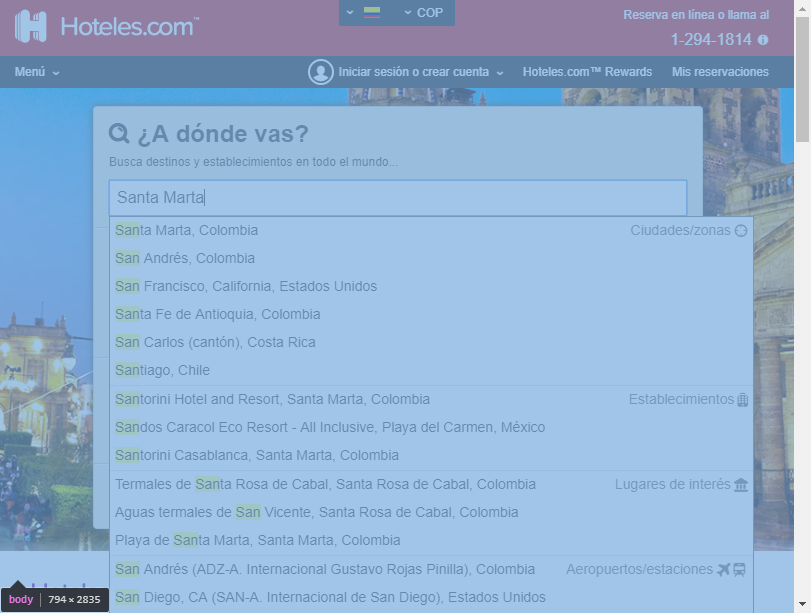 Hoteles.com™
COP
Reserva en línea o llama al
1-294-1814
Menú
Iniciar sesión o crear cuenta
Hoteles.com™ Rewards
Mis reservaciones
¿A dónde vas?
Busca destinos y establecimientos en todo el mundo...
Santa Marta
Santa Marta, Colombia
Ciudades/zonas
San Andrés, Colombia
San Francisco, California, Estados Unidos
Santa Fe de Antioquia, Colombia
San Carlos (cantón), Costa Rica
Santiago, Chile
Santorini Hotel and Resort, Santa Marta, Colombia
Establecimientos
Sandos Caracol Eco Resort - All Inclusive, Playa del Carmen, México
Santorini Casablanca, Santa Marta, Colombia
Termales de Santa Rosa de Cabal, Santa Rosa de Cabal, Colombia
Lugares de interés
Aguas termales de San Vicente, Santa Rosa de Cabal, Colombia
Playa de Santa Marta, Santa Marta, Colombia
San Andrés (ADZ-A. Internacional Gustavo Rojas Pinilla), Colombia
Aeropuertos/estaciones
San Diego, CA (SAN-A. Internacional de San Diego), Estados Unidos
body 794 × 2835